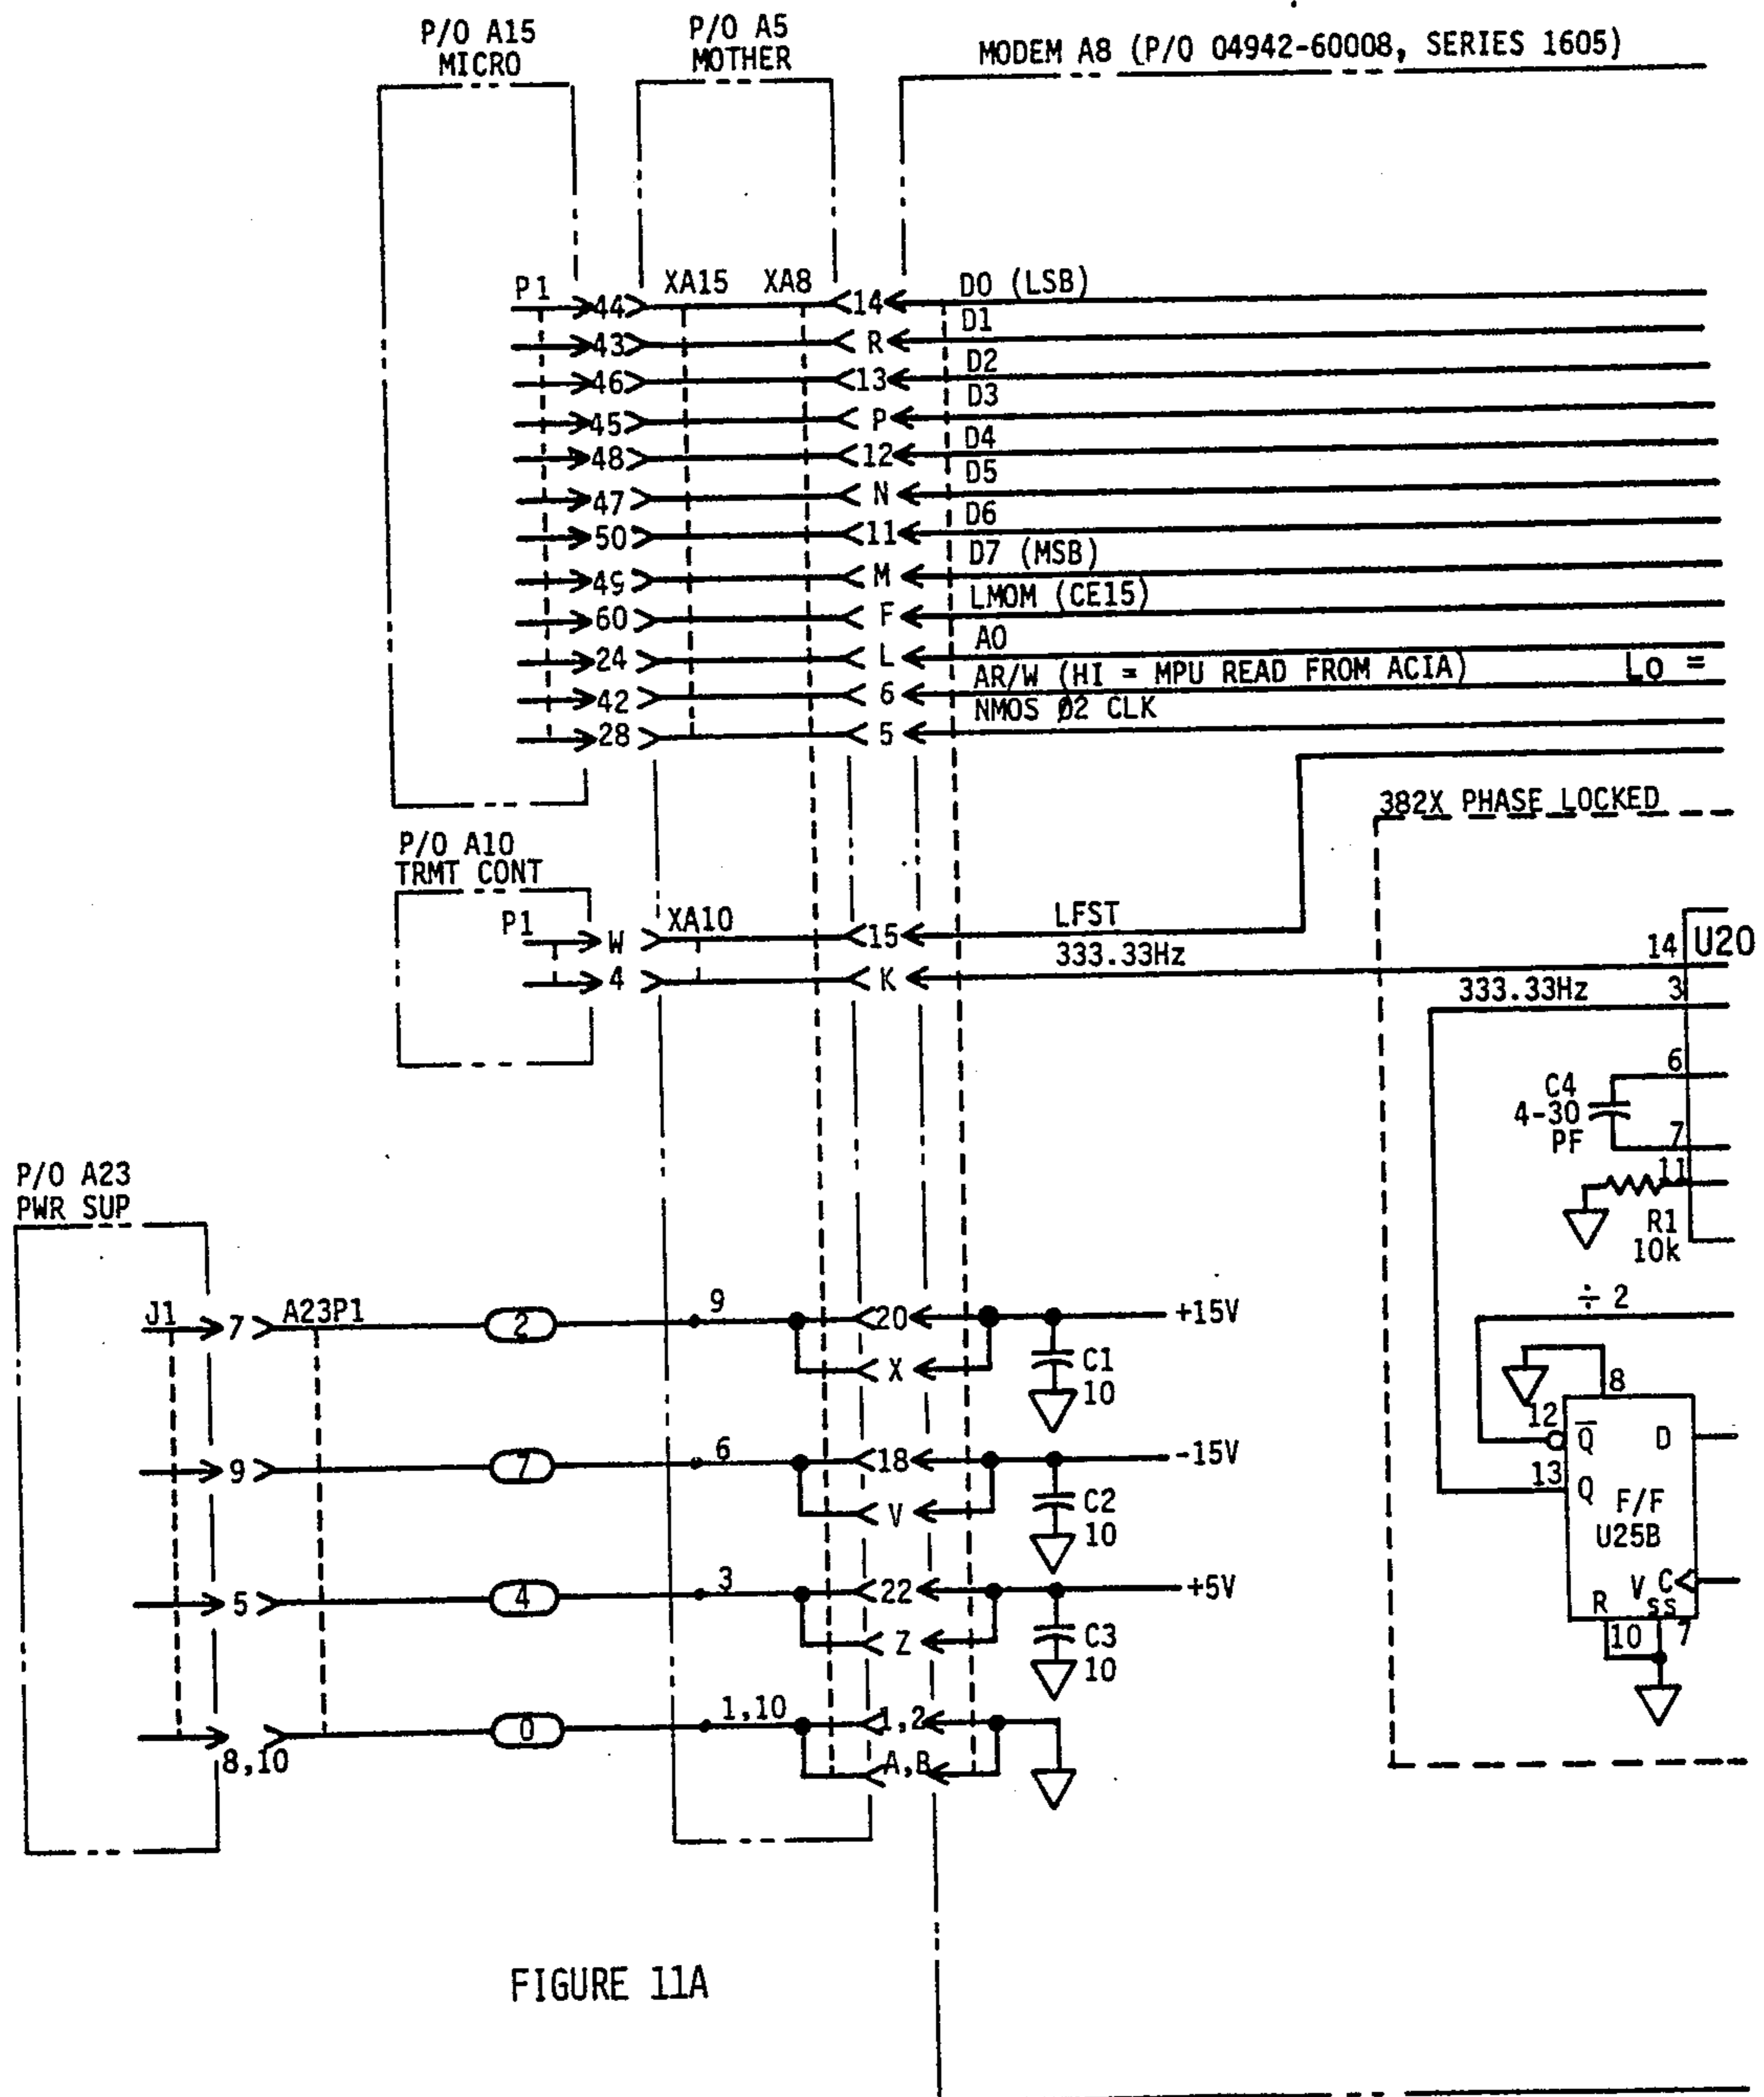 P/O A15
MICRO
P/O A5
MOTHER
MODEM A8 (P/O 04942-60008, SERIES 1605)
P1
XA15
XA8
44
14
D0 (LSB)
43
R
D1
46
13
D2
45
P
D3
48
12
D4
47
N
D5
50
11
D6
49
M
D7 (MSB)
60
F
LMOM (CE15)
24
L
A0
42
6
AR/W (HI = MPU READ FROM ACIA)
Lo =
28
5
NMOS Ø2 CLK
382X PHASE LOCKED
P/O A10
TRMT CONT
P1
W
XA10
15
LFST
4
K
333.33Hz
14
U20
333.33Hz
3
6
C4
4-30
PF
7
11
R1
10k
÷ 2
P/O A23
PWR SUP
J1
7
A23P1
2
9
20
+15V
X
C1
10
8
12
Q̅
D
13
Q
F/F
U25B
C
V
SS
R
10
7
9
7
6
18
-15V
V
C2
10
5
4
3
22
+5V
Z
C3
10
8,10
0
1,10
1,2
A,B
FIGURE 11A